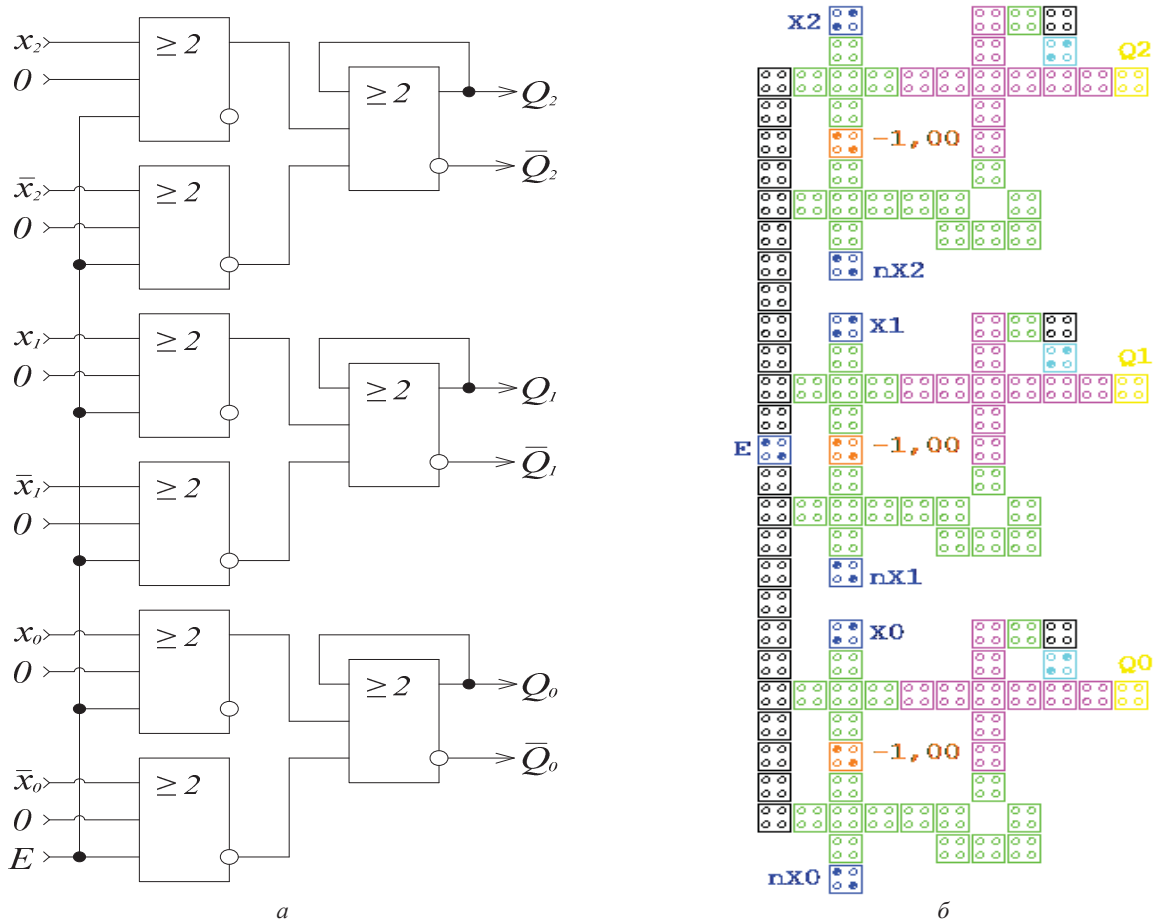 x₂
0
≥ 2
x̄₂
0
≥ 2
≥ 2
Q₂
Q̄₂
x₁
0
≥ 2
x̄₁
0
≥ 2
≥ 2
Q₁
Q̄₁
x₀
0
≥ 2
x̄₀
0
E
≥ 2
≥ 2
Q₀
Q̄₀
а
X2
Q2
-1,00
nX2
X1
Q1
E
-1,00
nX1
X0
Q0
-1,00
nX0
б